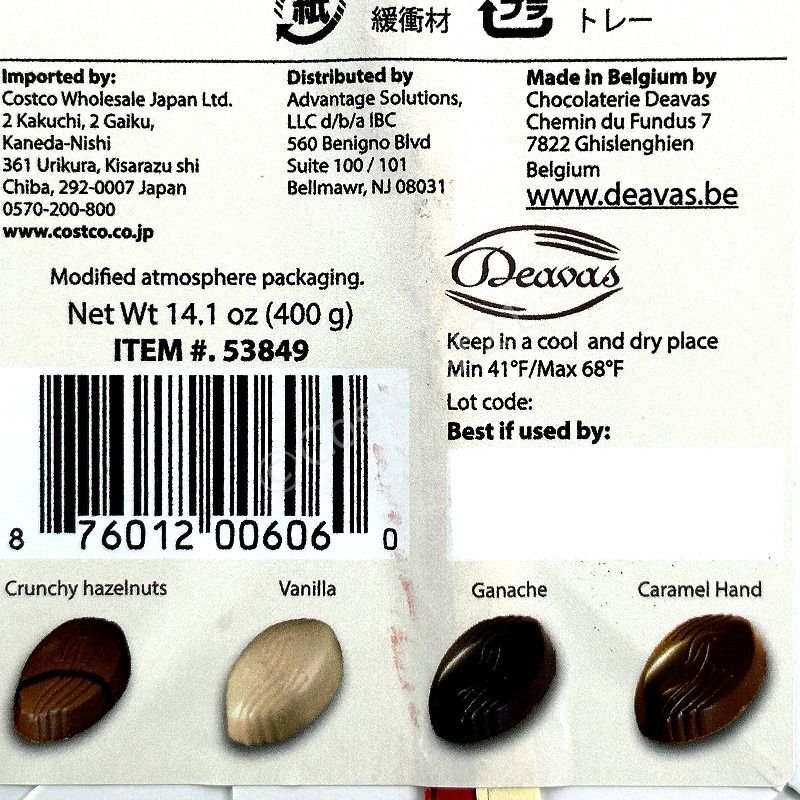 紙
緩衝材
プラ
トレー
Imported by:
Costco Wholesale Japan Ltd.
2 Kakuchi, 2 Gaiku,
Kaneda-Nishi
361 Urikura, Kisarazu shi
Chiba, 292-0007 Japan
0570-200-800
www.costco.co.jp
Distributed by
Advantage Solutions,
LLC d/b/a IBC
560 Benigno Blvd
Suite 100 / 101
Bellmawr, NJ 08031
Made in Belgium by
Chocolaterie Deavas
Chemin du Fundus 7
7822 Ghislenghien
Belgium
www.deavas.be
Deavas
Modified atmosphere packaging.
Net Wt 14.1 oz (400 g)
ITEM #. 53849
8 76012 00606 0
Keep in a cool and dry place
Min 41°F/Max 68°F
Lot code:
Best if used by:
Crunchy hazelnuts
Vanilla
Ganache
Caramel Hand